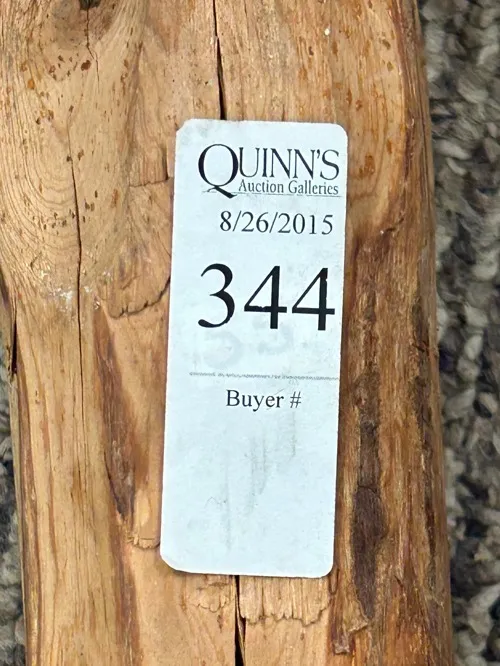 QUINN'S
Auction Galleries
8/26/2015
344
Buyer #